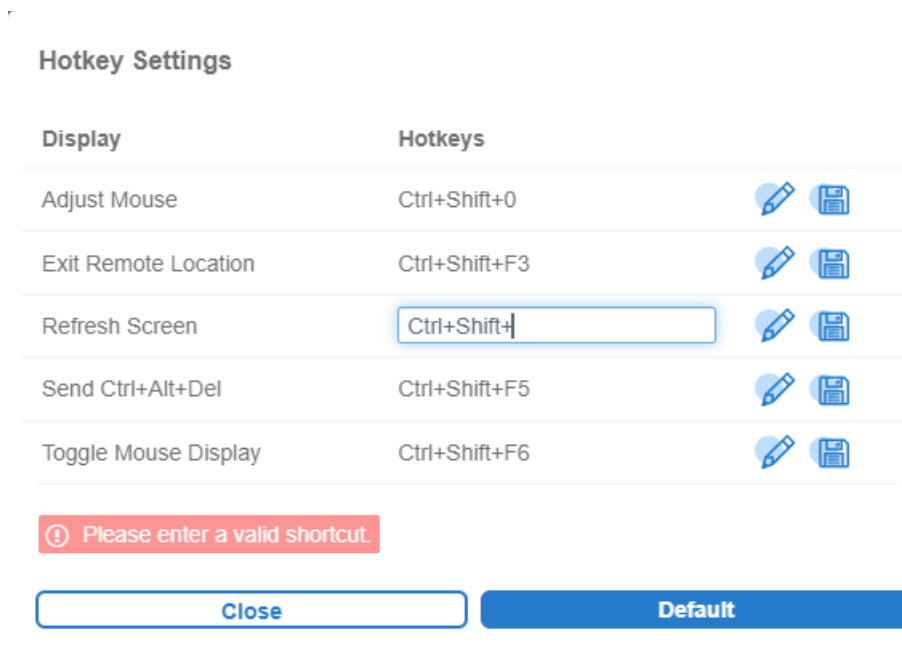 Hotkey Settings
Display Hotkeys
Adjust Mouse Ctrl+Shift+0
Exit Remote Location Ctrl+Shift+F3
Refresh Screen Ctrl+Shift+
Send Ctrl+Alt+Del Ctrl+Shift+F5
Toggle Mouse Display Ctrl+Shift+F6
Please enter a valid shortcut.
Close Default